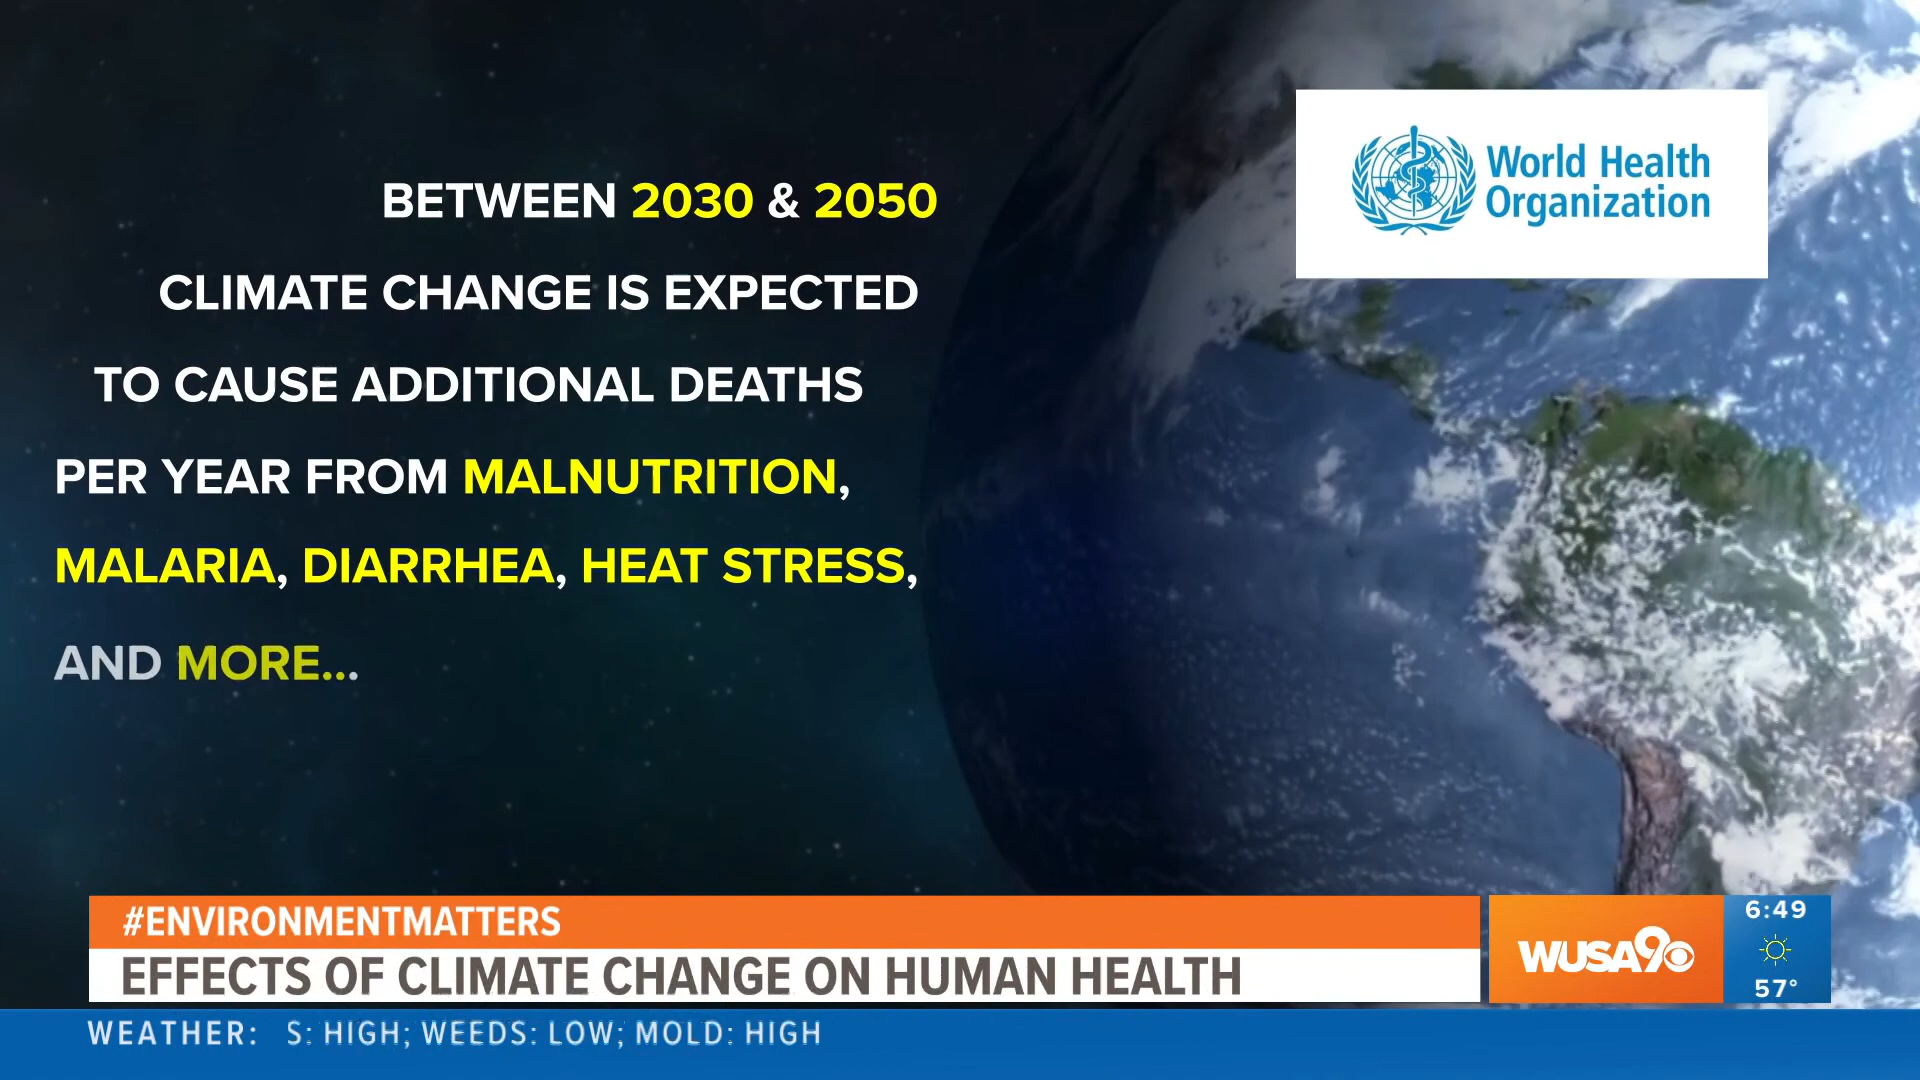 BETWEEN 2030 & 2050
CLIMATE CHANGE IS EXPECTED
TO CAUSE ADDITIONAL DEATHS
PER YEAR FROM MALNUTRITION,
MALARIA, DIARRHEA, HEAT STRESS,
AND MORE...
World Health
Organization
#ENVIRONMENTMATTERS
EFFECTS OF CLIMATE CHANGE ON HUMAN HEALTH
WUSA9
6:49
57°
WEATHER: S: HIGH; WEEDS: LOW; MOLD: HIGH